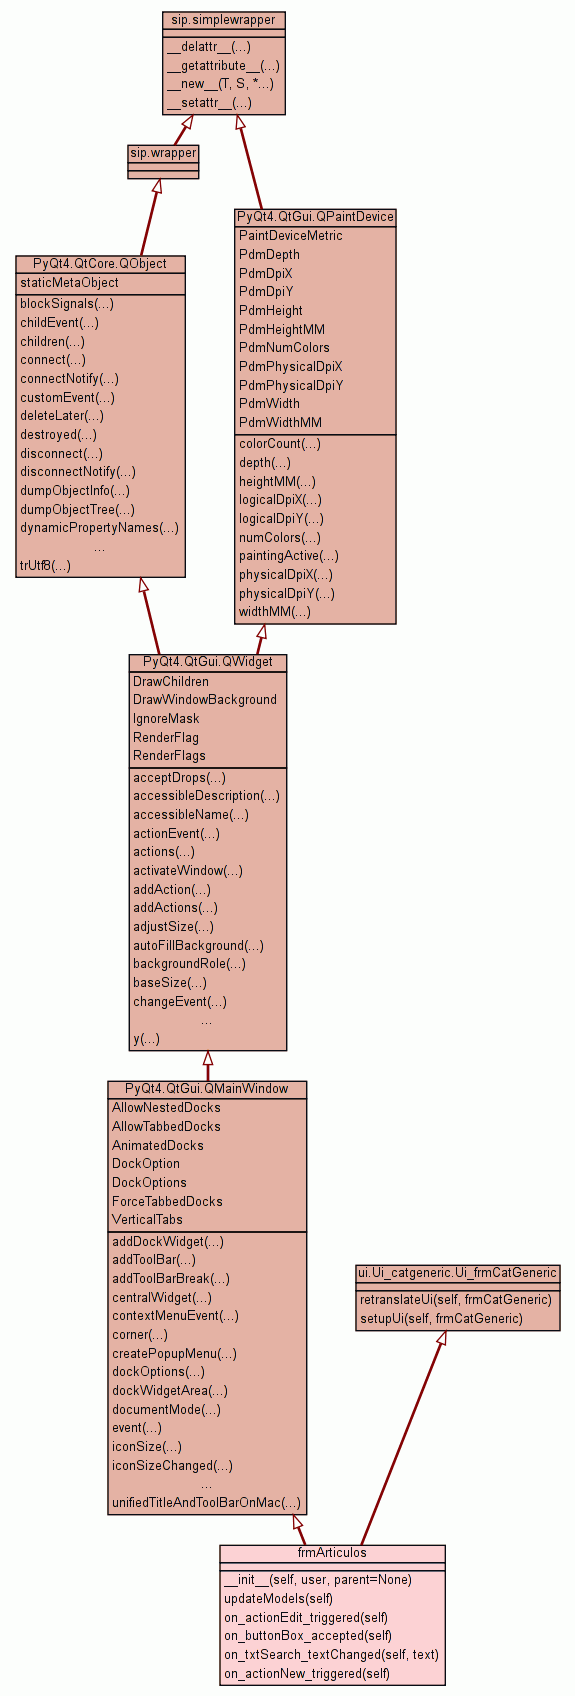 sip.simplewrapper
__delattr__(...)
__getattribute__(...)
__new__(T, S, *...)
__setattr__(...)
sip.wrapper
PyQt4.QtGui.QPaintDevice
PaintDeviceMetric
PdmDepth
PdmDpiX
PdmDpiY
PdmHeight
PdmHeightMM
PdmNumColors
PdmPhysicalDpiX
PdmPhysicalDpiY
PdmWidth
PdmWidthMM
colorCount(...)
depth(...)
heightMM(...)
logicalDpiX(...)
logicalDpiY(...)
numColors(...)
paintingActive(...)
physicalDpiX(...)
physicalDpiY(...)
widthMM(...)
PyQt4.QtCore.QObject
staticMetaObject
blockSignals(...)
childEvent(...)
children(...)
connect(...)
connectNotify(...)
customEvent(...)
deleteLater(...)
destroyed(...)
disconnect(...)
disconnectNotify(...)
dumpObjectInfo(...)
dumpObjectTree(...)
dynamicPropertyNames(...)
...
trUtf8(...)
PyQt4.QtGui.QWidget
DrawChildren
DrawWindowBackground
IgnoreMask
RenderFlag
RenderFlags
acceptDrops(...)
accessibleDescription(...)
accessibleName(...)
actionEvent(...)
actions(...)
activateWindow(...)
addAction(...)
addActions(...)
adjustSize(...)
autoFillBackground(...)
backgroundRole(...)
baseSize(...)
changeEvent(...)
...
y(...)
PyQt4.QtGui.QMainWindow
AllowNestedDocks
AllowTabbedDocks
AnimatedDocks
DockOption
DockOptions
ForceTabbedDocks
VerticalTabs
addDockWidget(...)
addToolBar(...)
addToolBarBreak(...)
centralWidget(...)
contextMenuEvent(...)
corner(...)
createPopupMenu(...)
dockOptions(...)
dockWidgetArea(...)
documentMode(...)
event(...)
iconSize(...)
iconSizeChanged(...)
...
unifiedTitleAndToolBarOnMac(...)
ui.Ui_catgeneric.Ui_frmCatGeneric
retranslateUi(self, frmCatGeneric)
setupUi(self, frmCatGeneric)
frmArticulos
__init__(self, user, parent=None)
updateModels(self)
on_actionEdit_triggered(self)
on_buttonBox_accepted(self)
on_txtSearch_textChanged(self, text)
on_actionNew_triggered(self)